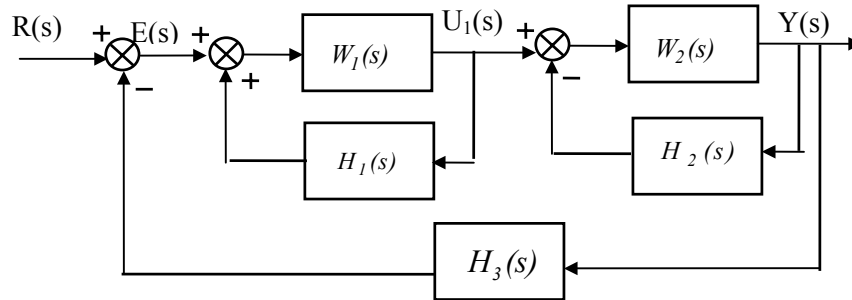 R(s) + E(s) + W₁(s) U₁(s) + W₂(s) Y(s)
− + −
H₁(s) H₂(s)
H₃(s)